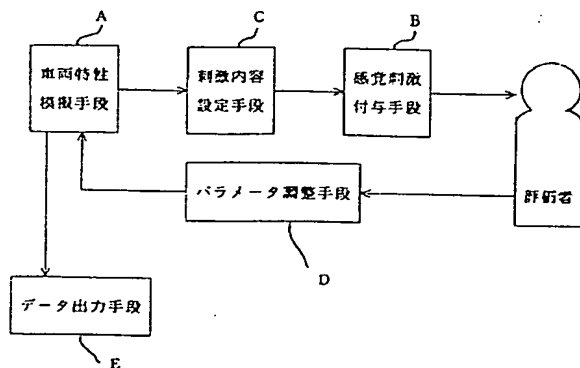 A
C
B
車両特性
模擬手段
刺激内容
設定手段
感覚刺激
付与手段
パラメータ調整手段
評価者
D
データ出力手段
E